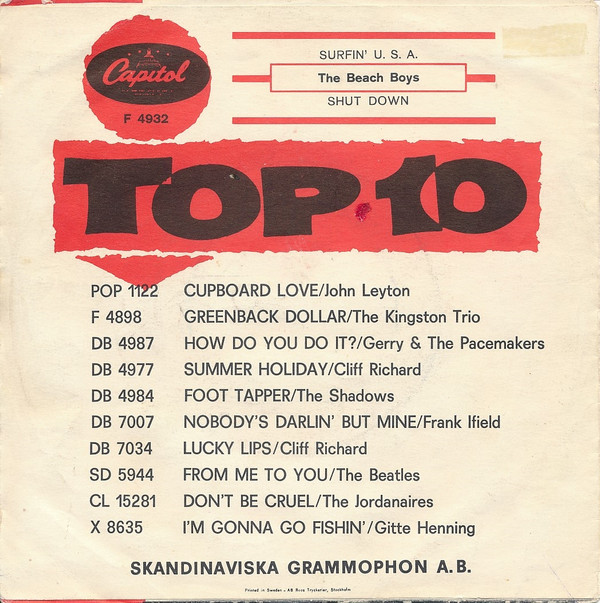 Capitol
F 4932
SURFIN' U. S. A.
The Beach Boys
SHUT DOWN
TOP·10
POP 1122 CUPBOARD LOVE/John Leyton
F 4898 GREENBACK DOLLAR/The Kingston Trio
DB 4987 HOW DO YOU DO IT?/Gerry & The Pacemakers
DB 4977 SUMMER HOLIDAY/Cliff Richard
DB 4984 FOOT TAPPER/The Shadows
DB 7007 NOBODY'S DARLIN' BUT MINE/Frank Ifield
DB 7034 LUCKY LIPS/Cliff Richard
SD 5944 FROM ME TO YOU/The Beatles
CL 15281 DON'T BE CRUEL/The Jordanaires
X 8635 I'M GONNA GO FISHIN'/Gitte Henning
SKANDINAVISKA GRAMMOPHON A.B.
Printed in Sweden - AB Ruza Tryckerier, Stockholm